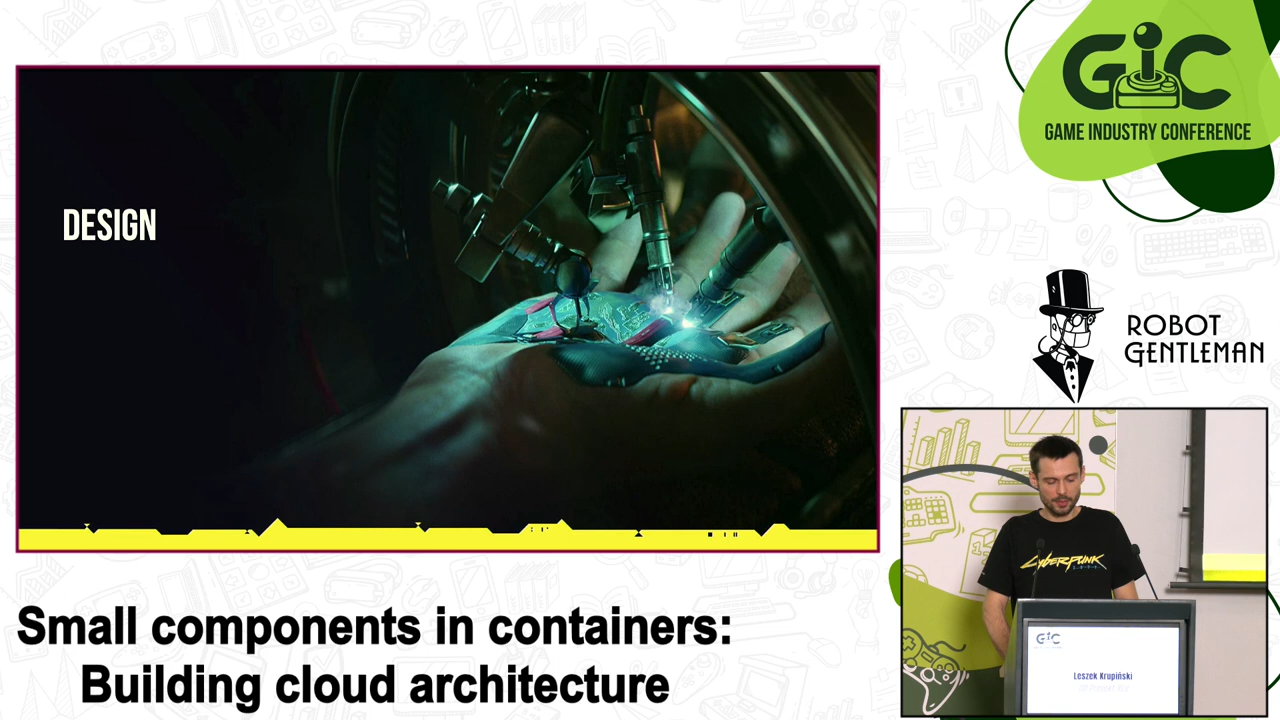 GiC
GAME INDUSTRY CONFERENCE
DESIGN
ROBOT
GENTLEMAN
Small components in containers:
Building cloud architecture
Cyberpunk
GiC
Leszek Krupiński